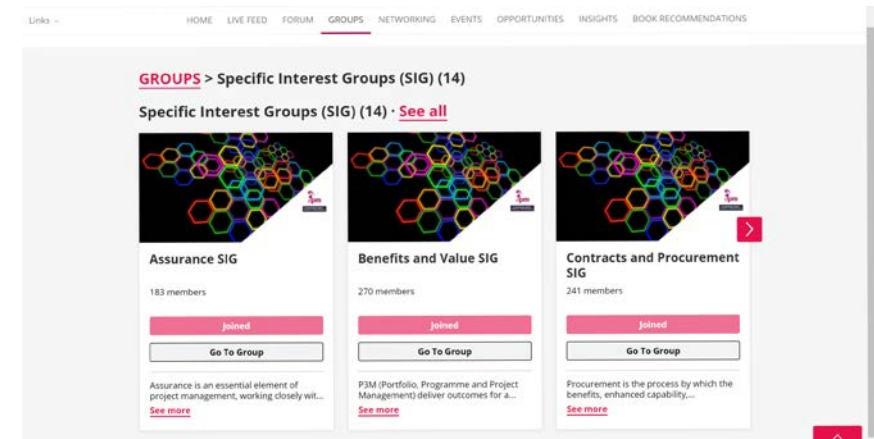 Links
HOME LIVE FEED FORUM GROUPS NETWORKING EVENTS OPPORTUNITIES INSIGHTS BOOK RECOMMENDATIONS
GROUPS > Specific Interest Groups (SIG) (14)
Specific Interest Groups (SIG) (14) · See all
Assurance SIG
183 members
Joined
Go To Group
Assurance is an essential element of
project management, working closely wit...
See more
Benefits and Value SIG
270 members
Joined
Go To Group
P3M (Portfolio, Programme and Project
Management) deliver outcomes for a...
See more
Contracts and Procurement
SIG
241 members
Joined
Go To Group
Procurement is the process by which the
benefits, enhanced capability,...
See more